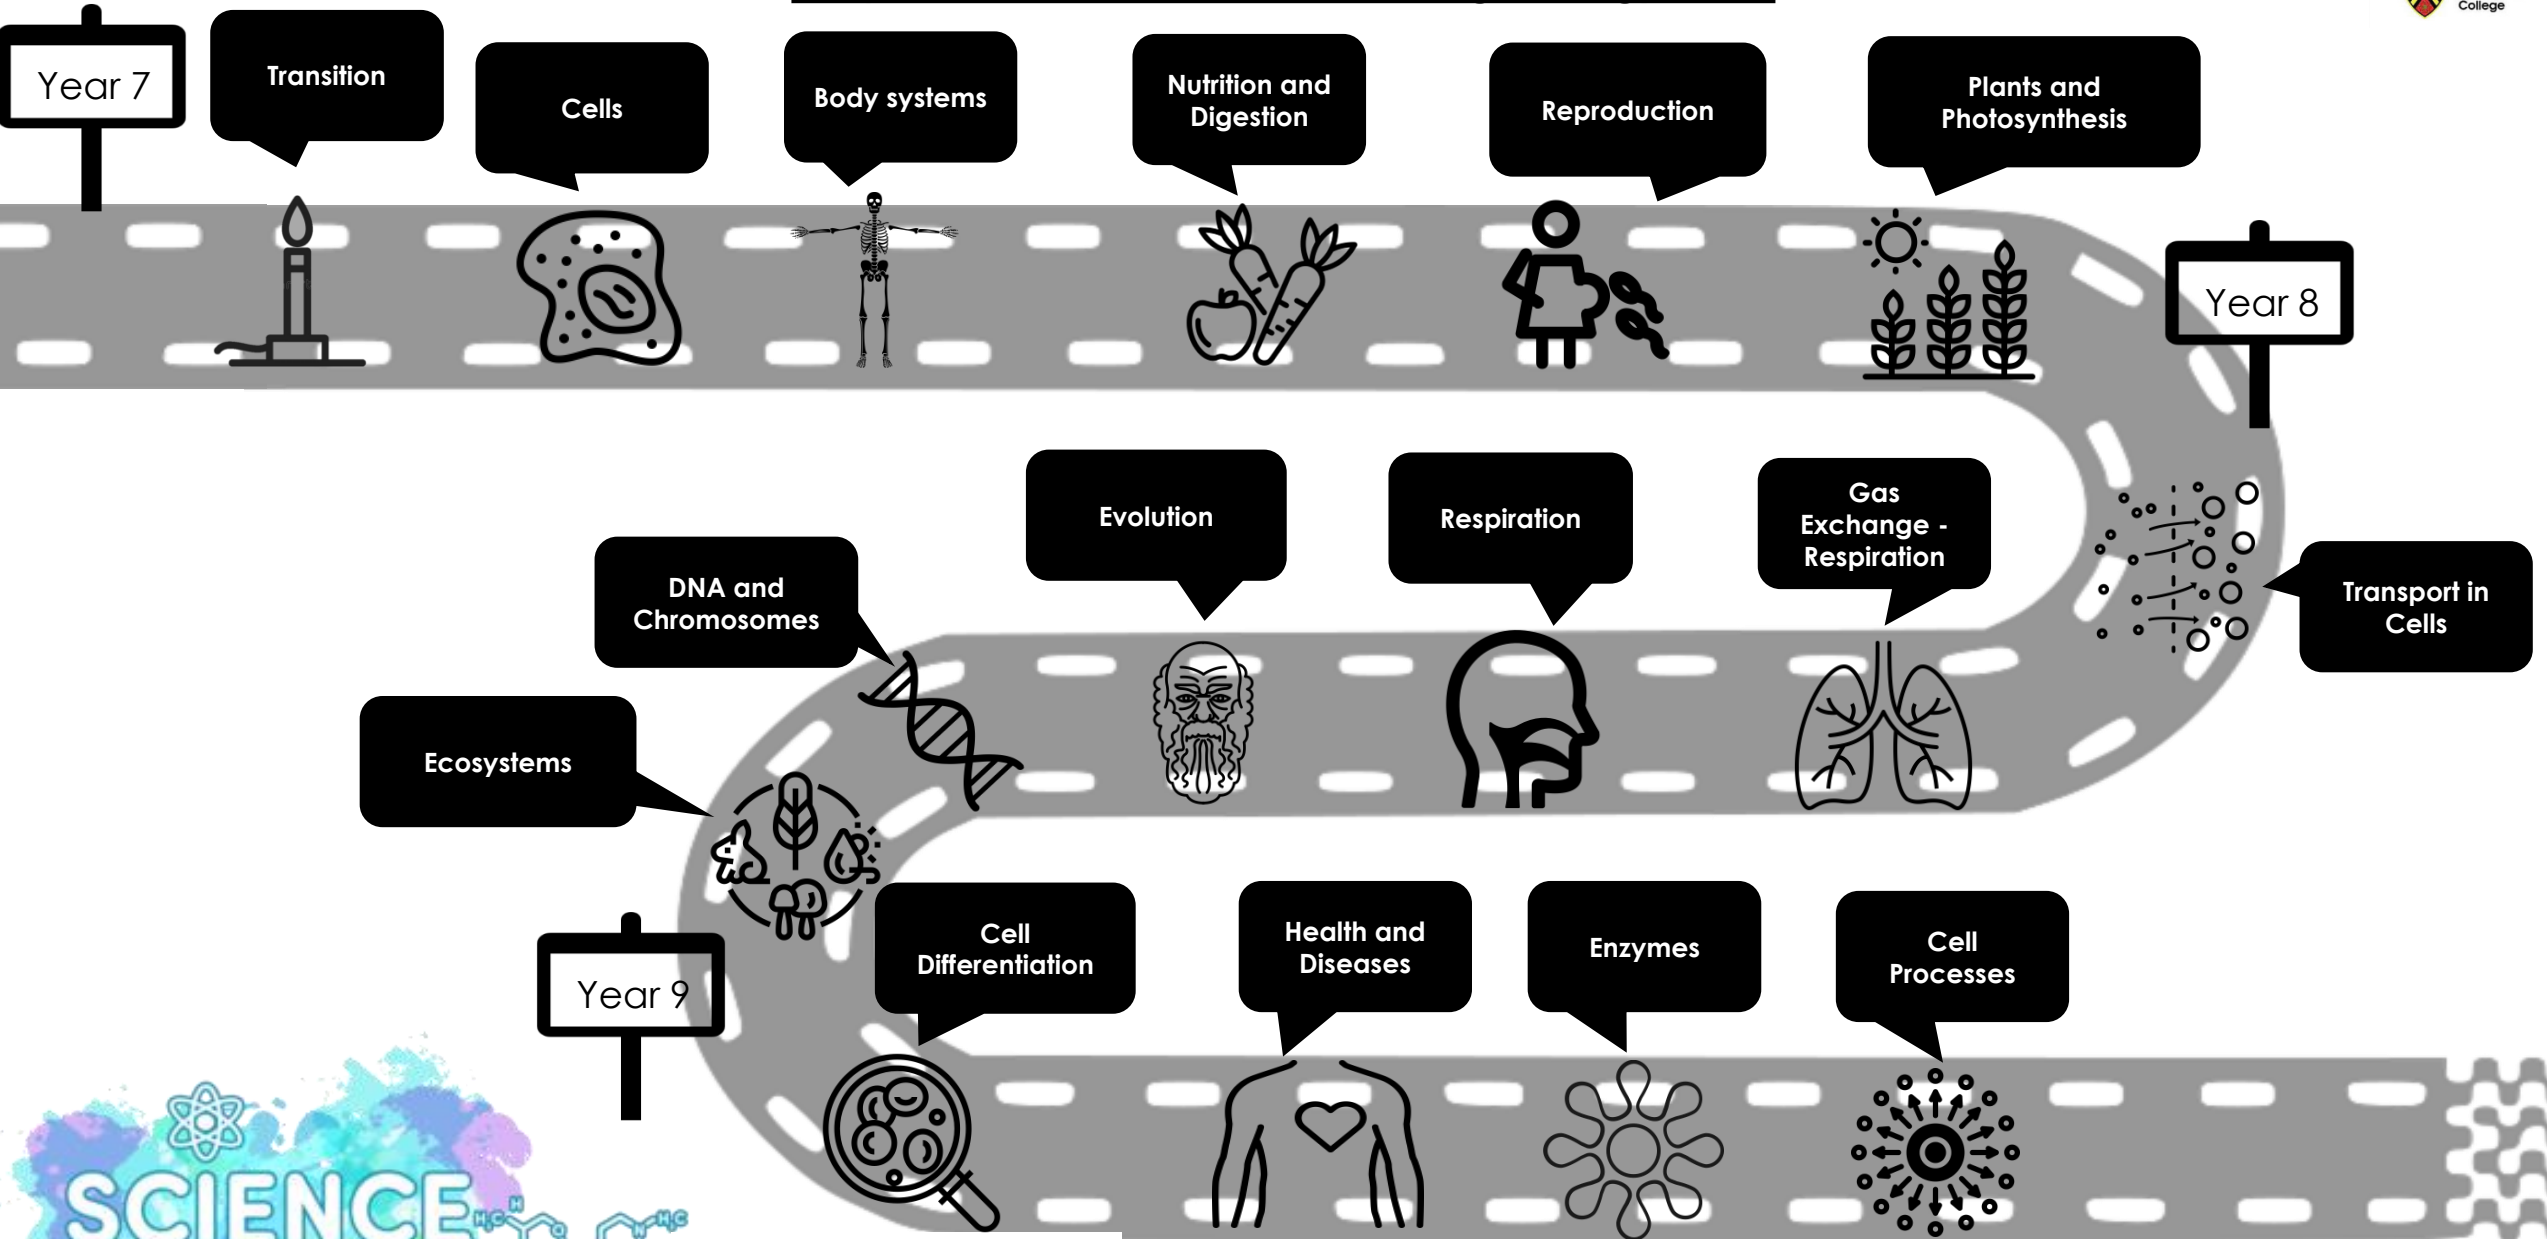 College
Year 7
Transition
Cells
Body systems
Nutrition and
Digestion
Reproduction
Plants and
Photosynthesis
Year 8
Transport in
Cells
Gas
Exchange -
Respiration
Respiration
Evolution
DNA and
Chromosomes
Ecosystems
Year 9
Cell
Differentiation
Health and
Diseases
Enzymes
Cell
Processes
SCIENCE
H
H₃C
O
N
H₃C